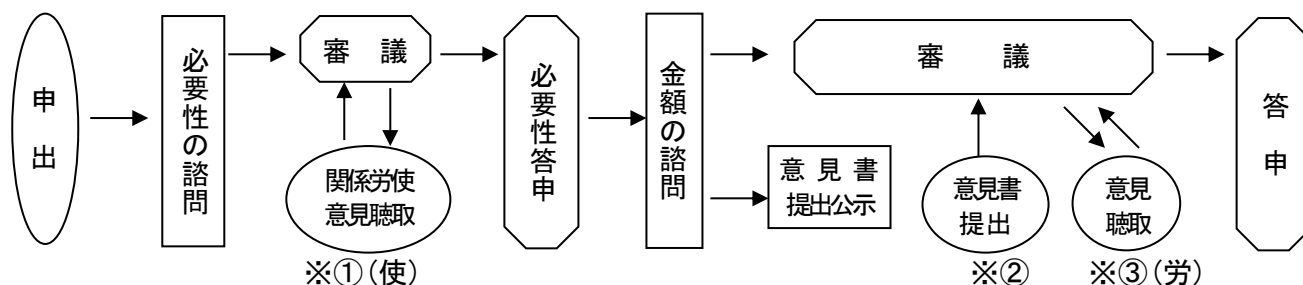 申出
必要性の諮問
審　議
関係労使
意見聴取
※①(使)
必要性答申
金額の諮問
審　　議
意 見 書
提出公示
意見書
提出
※②
意見
聴取
※③(労)
答申